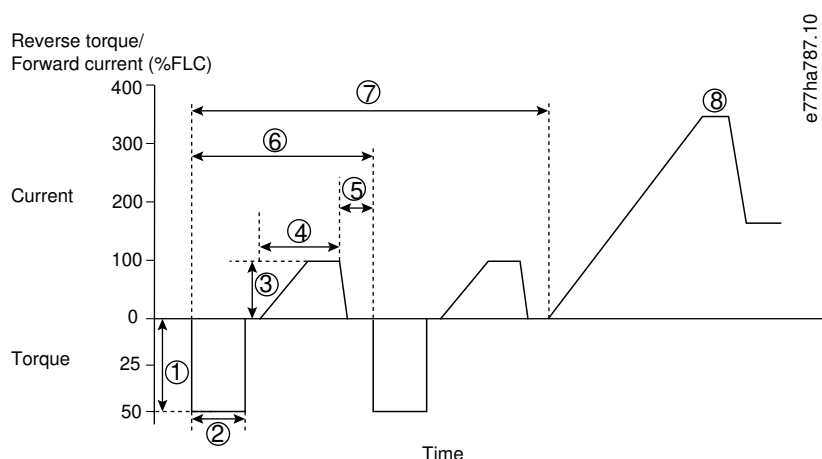 Reverse torque/
Forward current (%FLC)
e77ha787.10
400
⑦
⑧
300
⑥
Current
200
⑤
④
100
③
0
Torque
25
①
50
②
Time